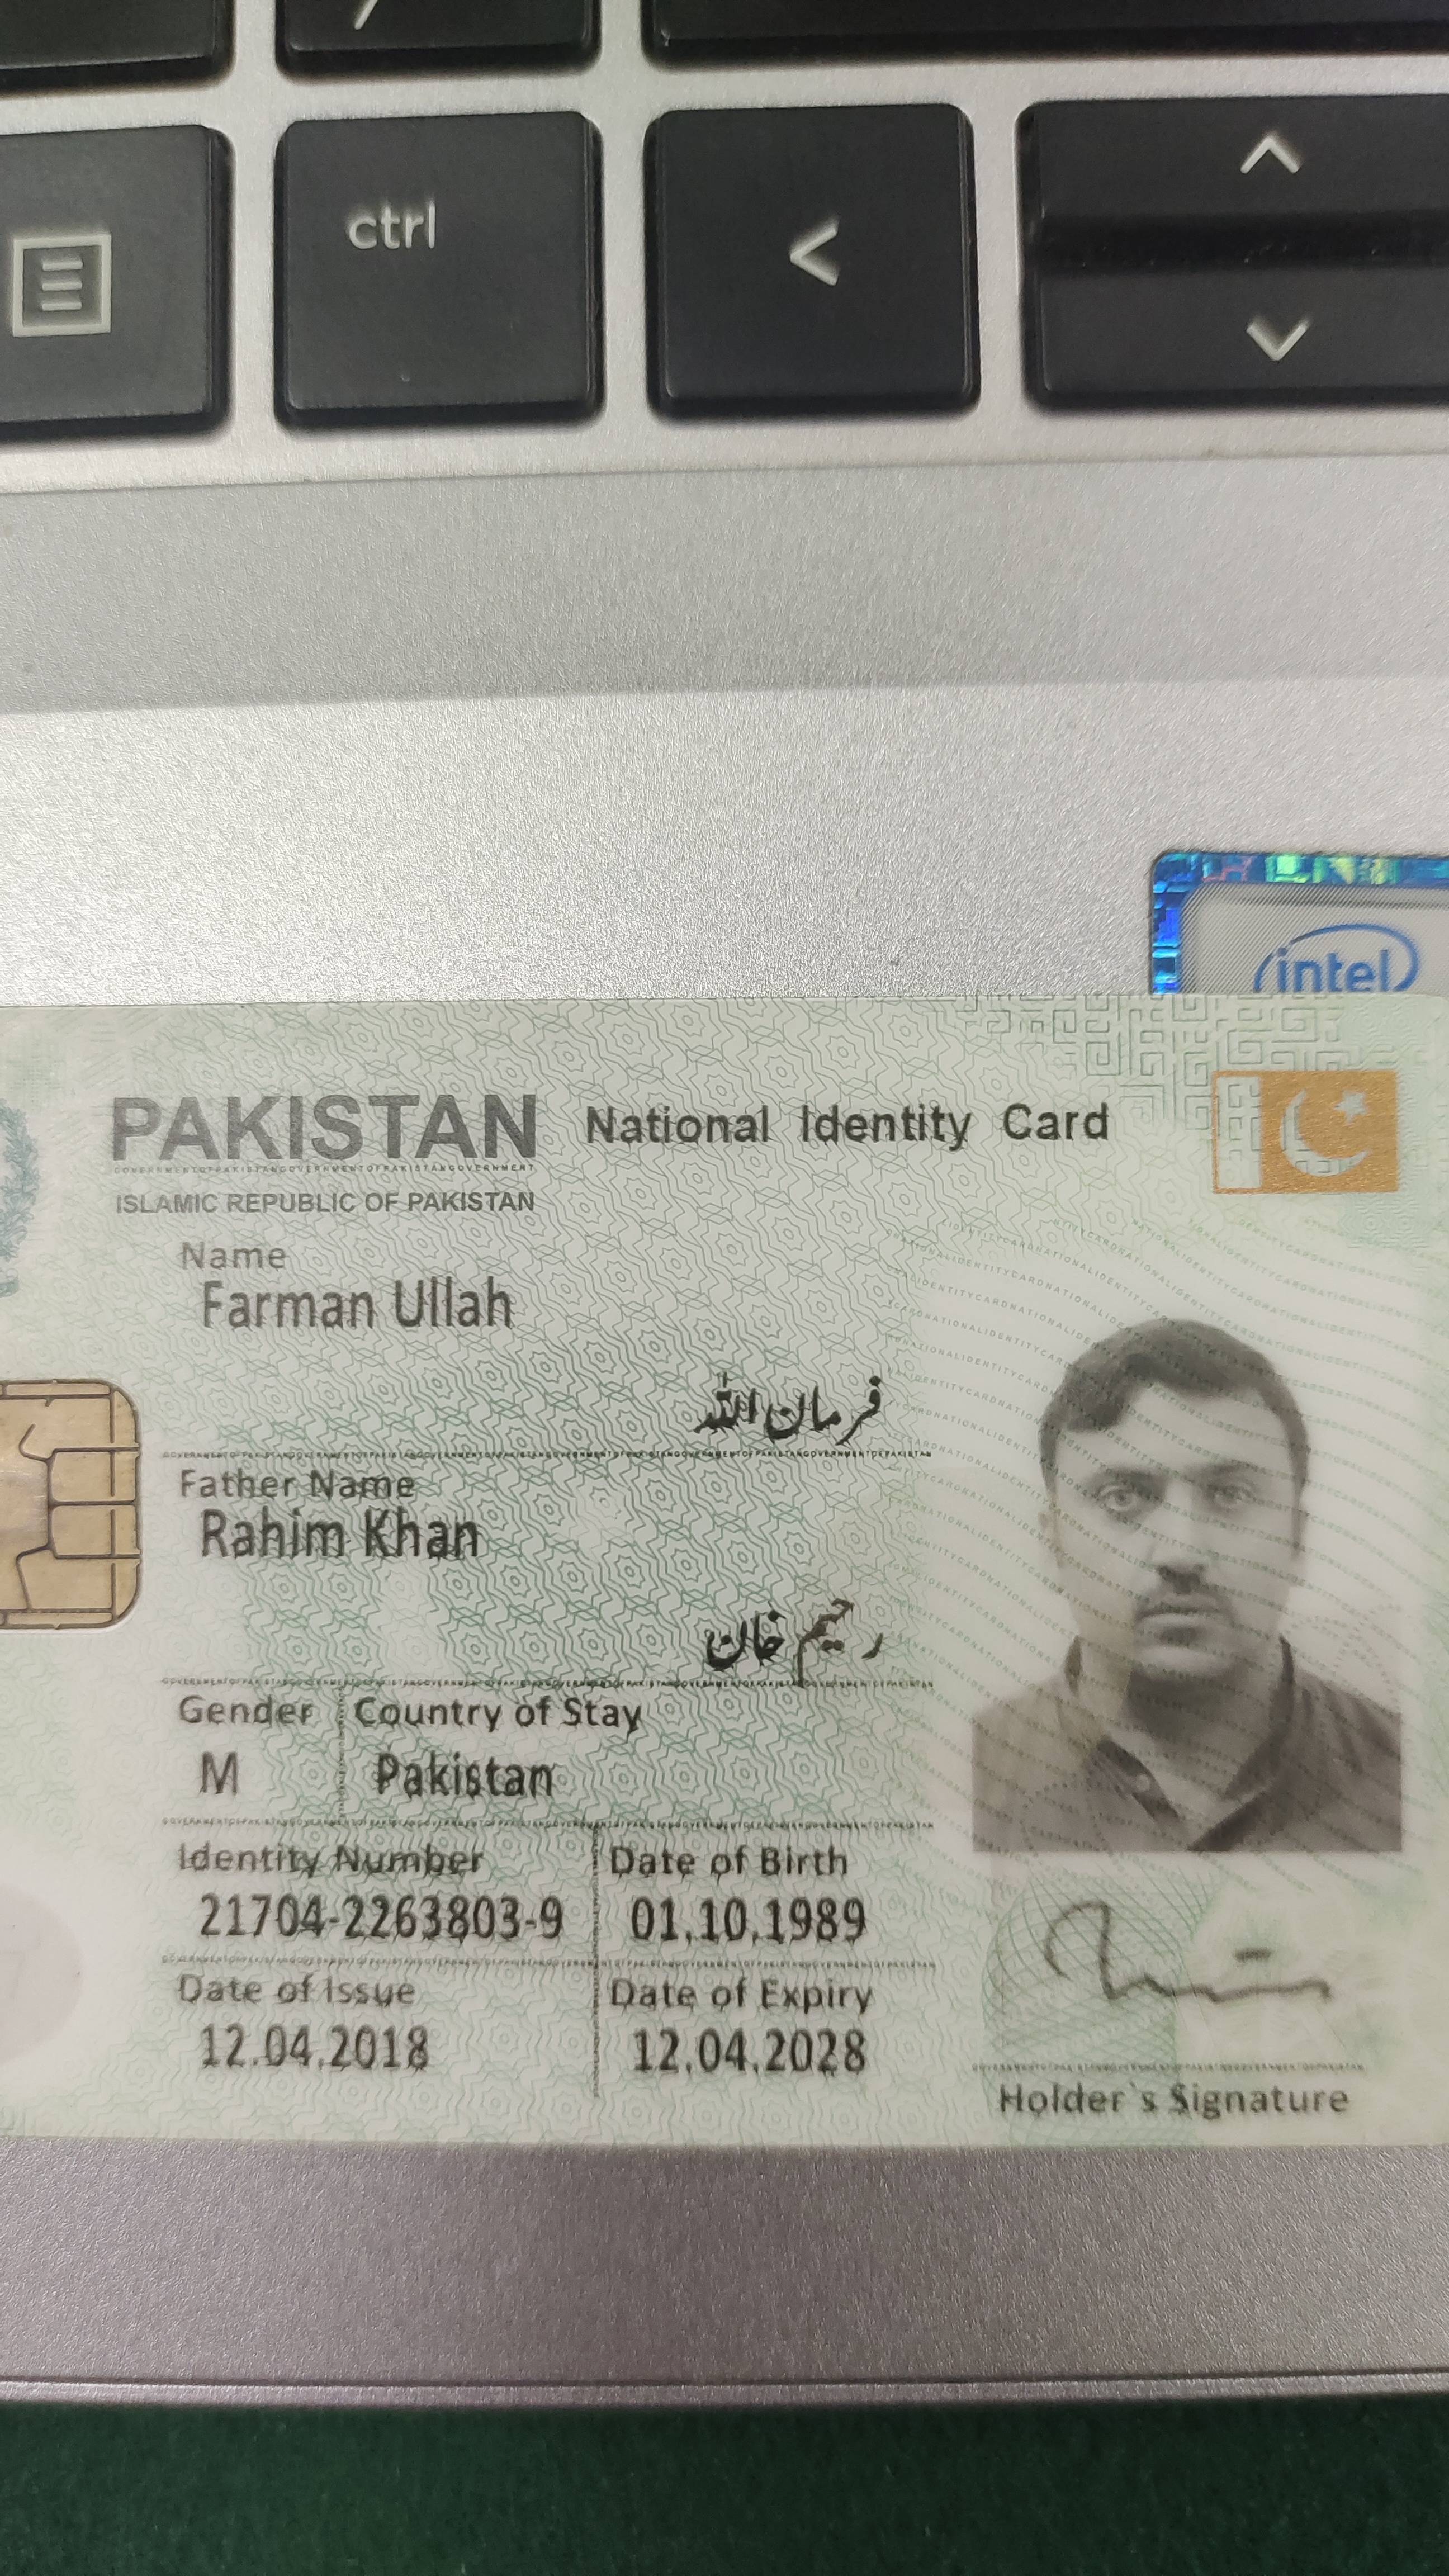 ctrl
<
intel
PAKISTAN National Identity Card
ISLAMIC REPUBLIC OF PAKISTAN
Name
Farman Ullah
فرمان اللہ
Father Name
Rahim Khan
رحیم خان
Gender Country of Stay
M Pakistan
Identity Number Date of Birth
21704-2263803-9 01.10.1989
Date of Issue Date of Expiry
12.04.2018 12.04.2028
Holder`s Signature